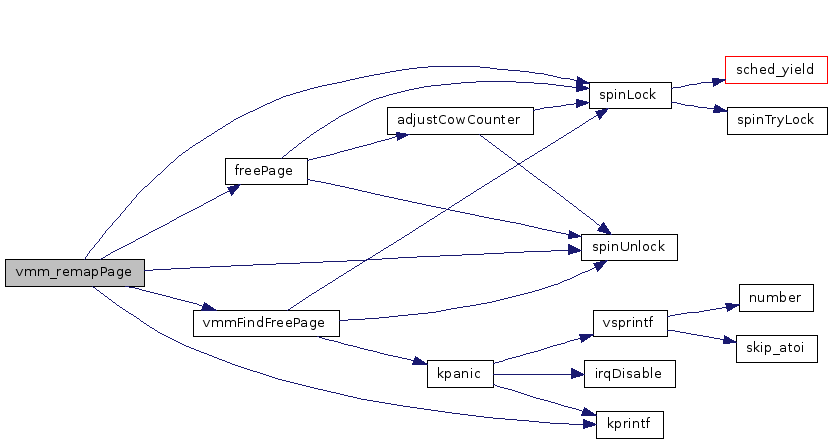 sched_yield
spinLock
adjustCowCounter
spinTryLock
freePage
spinUnlock
vmm_remapPage
number
vmmFindFreePage
vsprintf
skip_atoi
kpanic
irqDisable
kprintf